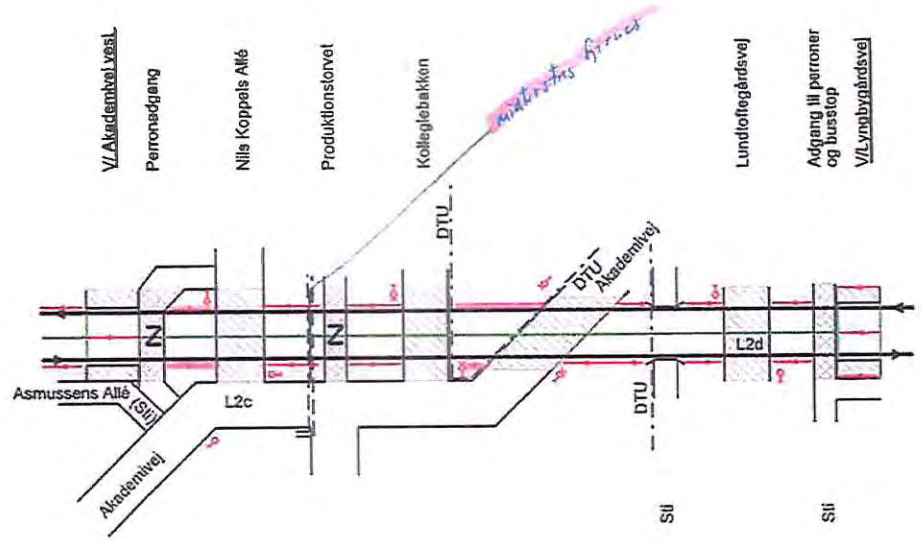 V/ Akademivej vest
Perronadgang
Nils Koppels Allé
Produktionstorvet
Kollegiebakken
Lundtoftegårdsvej
Adgang til perroner
og busstop
V/Lyngbygårdsvej
DTU
DTU
Akademivej
N
N
L2d
Asmussens Allé
(Sti)
L2c
Akademivej
DTU
Sti
Sti